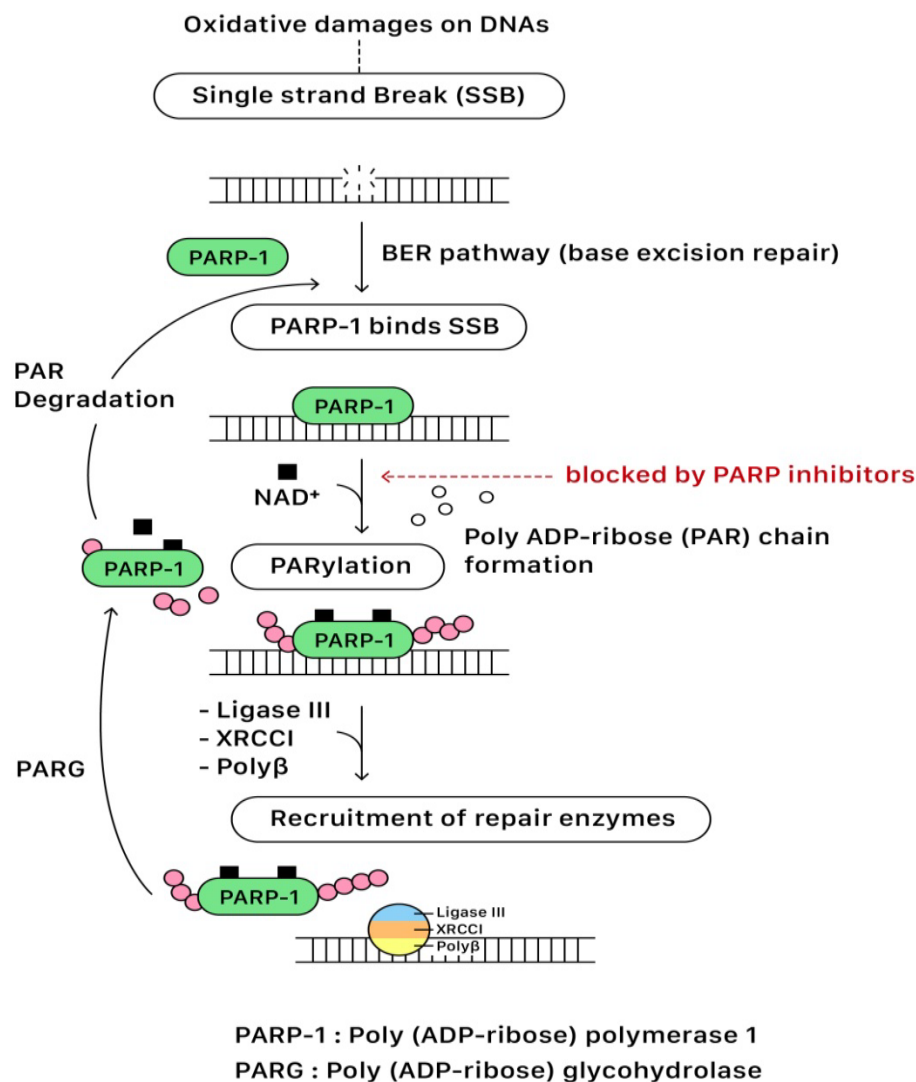 Oxidative damages on DNAs
Single strand Break (SSB)
PARP-1
BER pathway (base excision repair)
PARP-1 binds SSB
PAR
Degradation
PARP-1
blocked by PARP inhibitors
NAD⁺
Poly ADP-ribose (PAR) chain
formation
PARylation
PARP-1
PARP-1
- Ligase III
- XRCCI
- Polyβ
PARG
Recruitment of repair enzymes
PARP-1
Ligase III
XRCCI
Polyβ
PARP-1 : Poly (ADP-ribose) polymerase 1
PARG : Poly (ADP-ribose) glycohydrolase